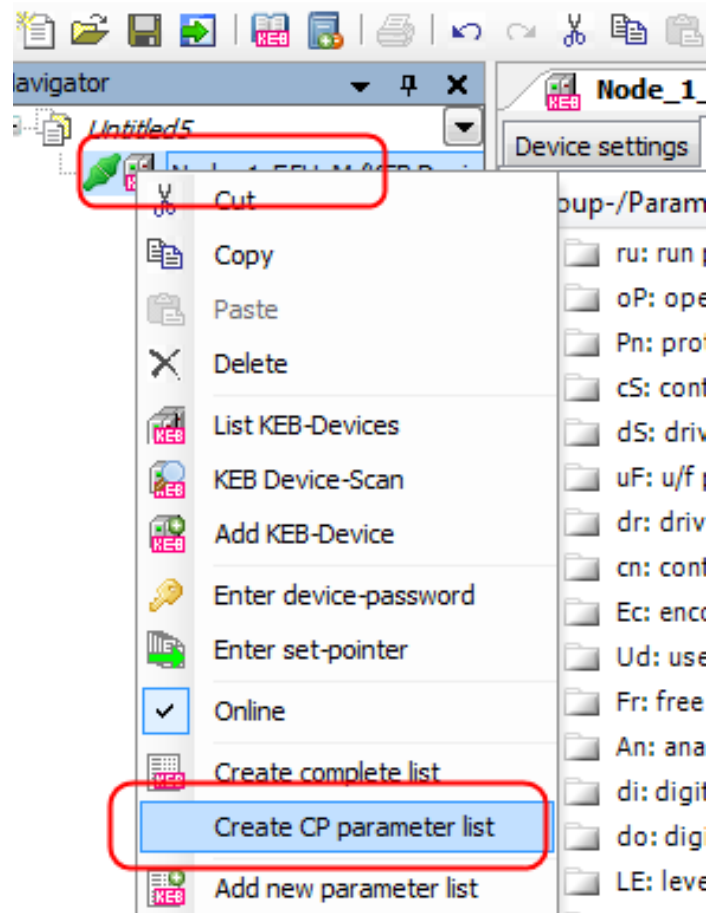 KEB
avigator
Node_1_
Untitled5
Device settings
Cut
oup-/Param
Copy
ru: run p
Paste
oP: ope
Delete
Pn: prot
cS: cont
List KEB-Devices
dS: driv
KEB Device-Scan
uF: u/f p
Add KEB-Device
dr: driv
cn: cont
Enter device-password
Ec: enco
Enter set-pointer
Ud: use
Online
Fr: free
An: ana
Create complete list
di: digit
Create CP parameter list
do: digi
Add new parameter list
LE: leve